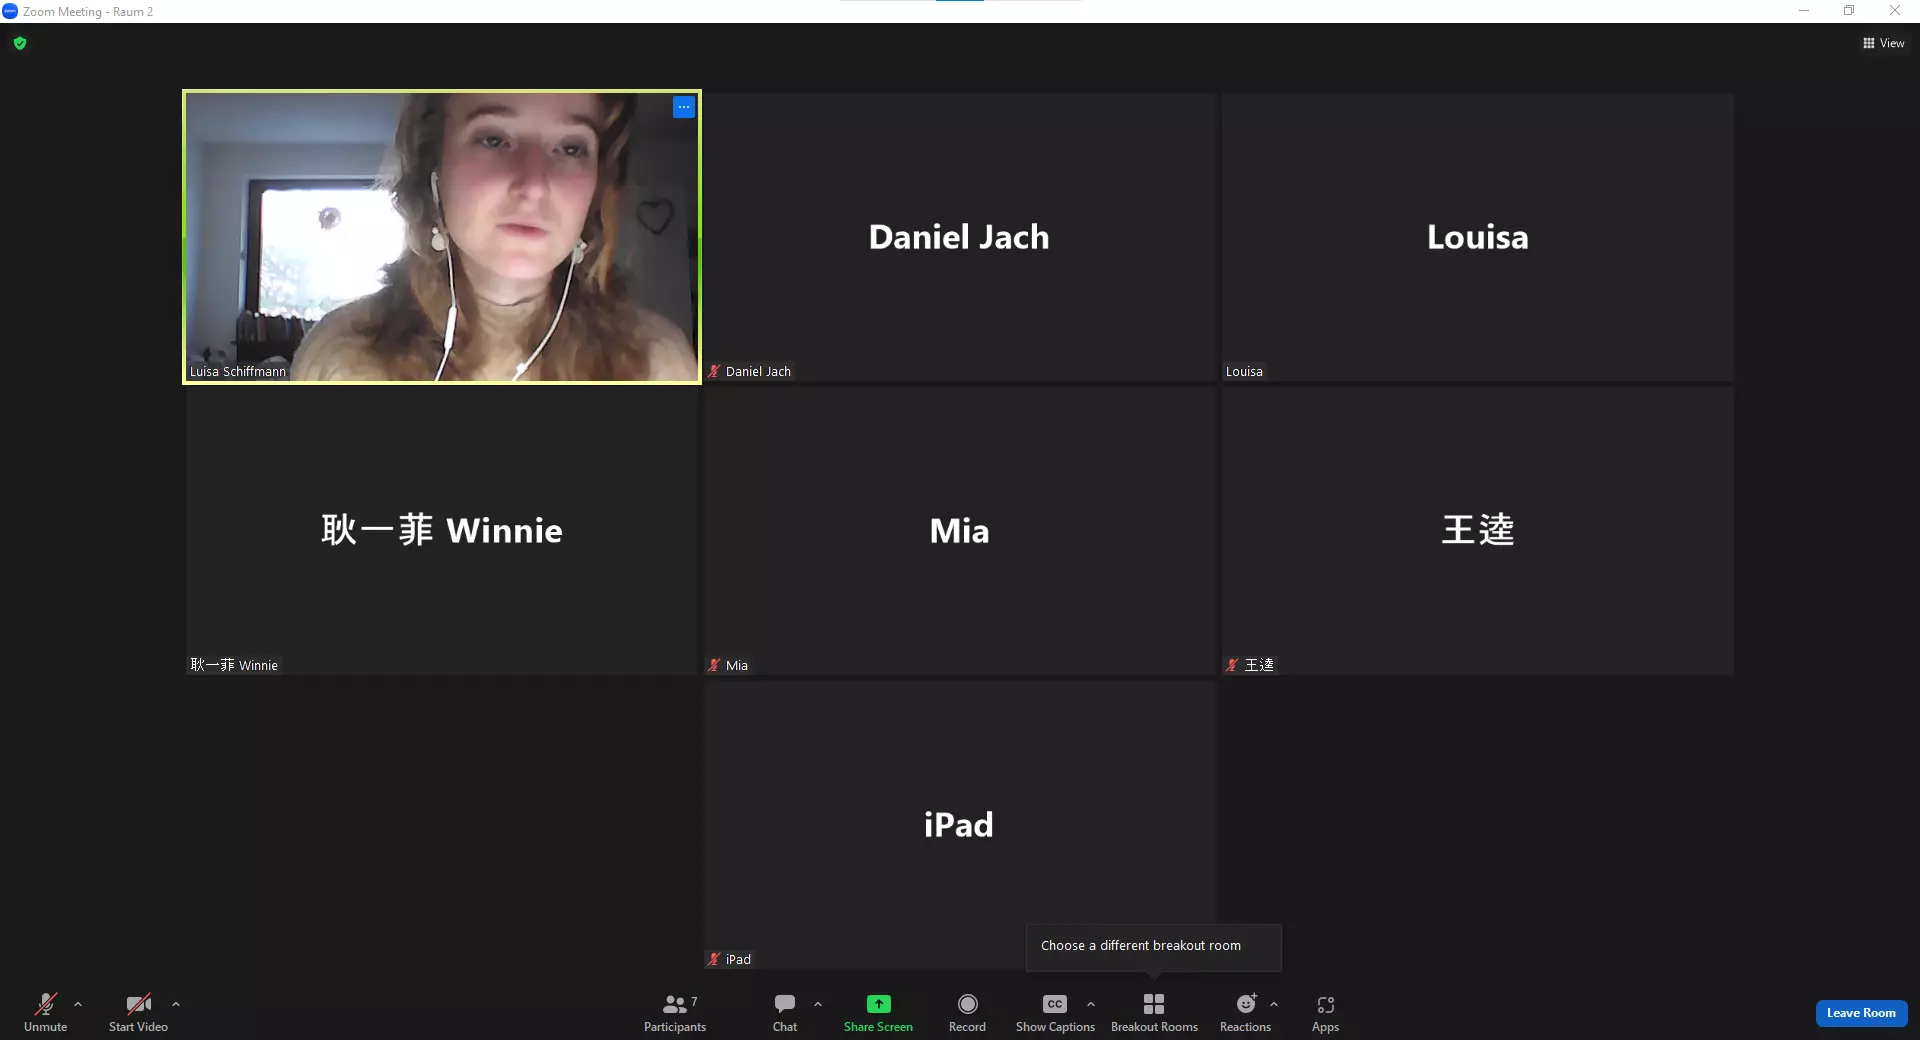 Zoom Meeting - Raum 2
View
Luisa Schiffmann
Daniel Jach
Daniel Jach
Louisa
Louisa
耿一菲 Winnie
耿一菲 Winnie
Mia
Mia
王逵
王逵
iPad
iPad
Choose a different breakout room
Unmute
Start Video
7
Participants
Chat
Share Screen
Record
CC
Show Captions
Breakout Rooms
Reactions
Apps
Leave Room